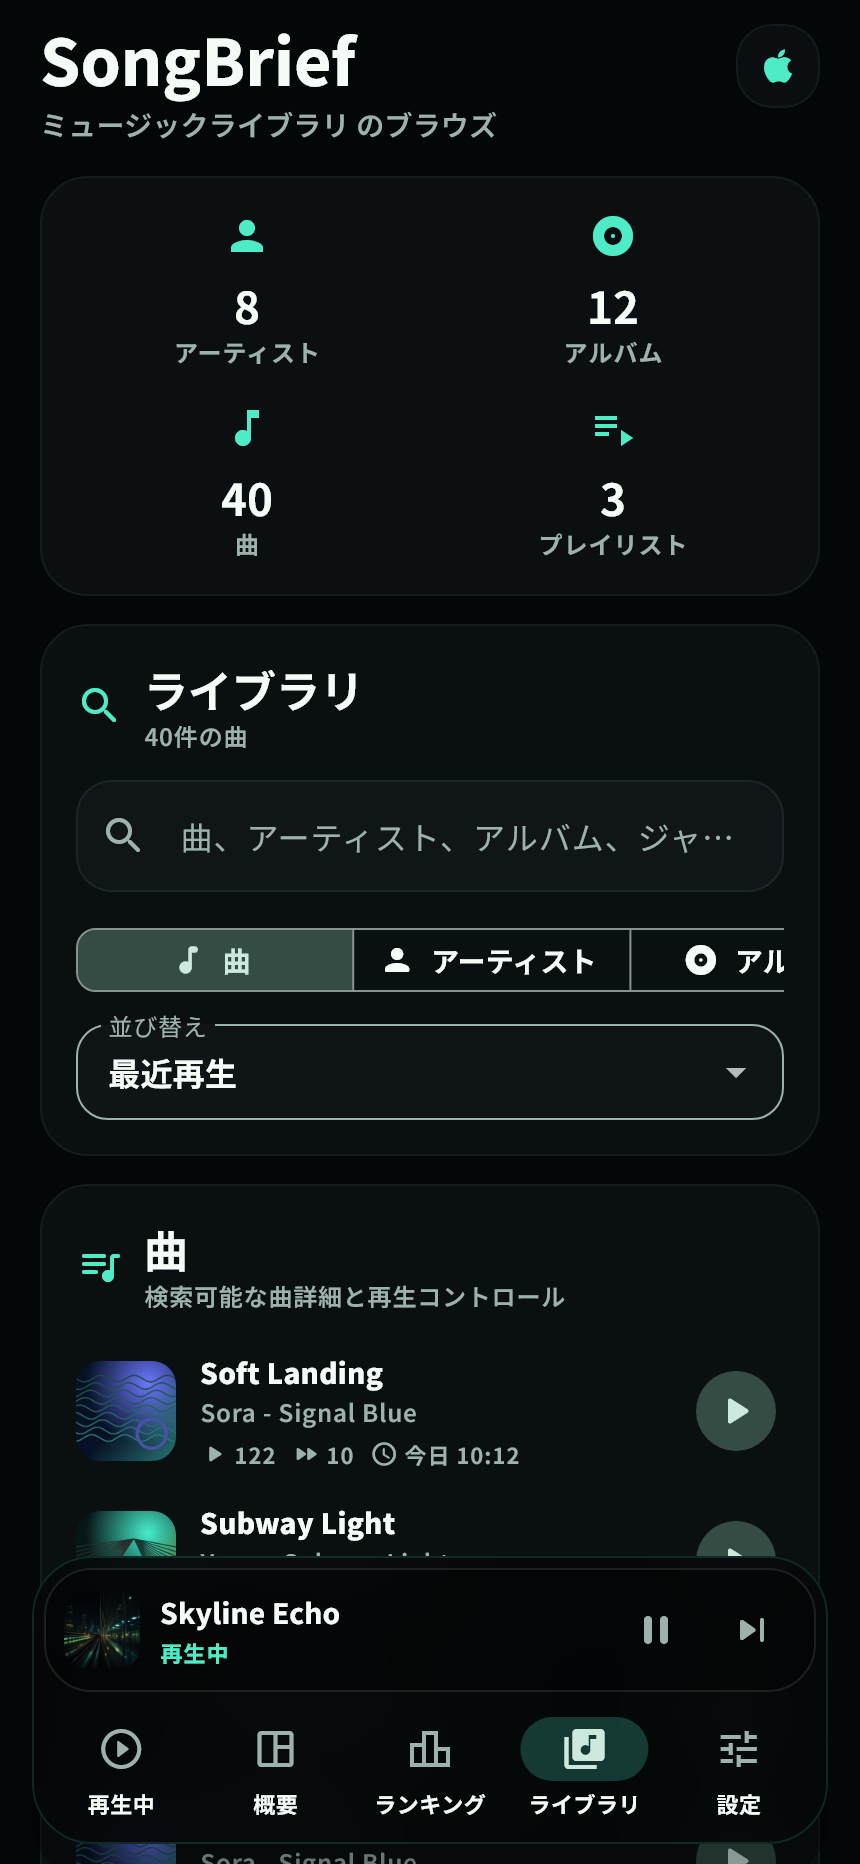 SongBrief
ミュージックライブラリ のブラウズ
8
アーティスト
12
アルバム
40
曲
3
プレイリスト
ライブラリ
40件の曲
曲、アーティスト、アルバム、ジャ…
曲
アーティスト
アル
並び替え
最近再生
曲
検索可能な曲詳細と再生コントロール
Soft Landing
Sora - Signal Blue
122 10 今日 10:12
Subway Light
Skyline Echo
再生中
再生中
概要
ランキング
ライブラリ
設定
Sora - Signal Blue